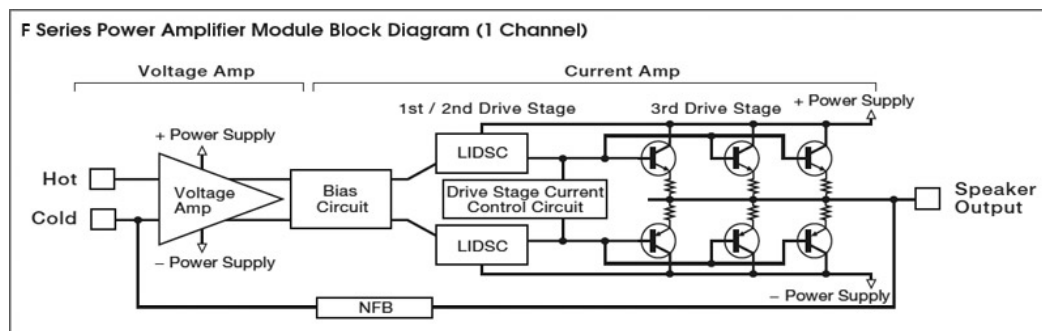 F Series Power Amplifier Module Block Diagram (1 Channel)
Voltage Amp
Current Amp
1st / 2nd Drive Stage
3rd Drive Stage
+ Power Supply
+ Power Supply
LIDSC
Hot
Voltage
Amp
Bias
Circuit
Drive Stage Current
Control Circuit
Speaker
Output
Cold
LIDSC
− Power Supply
− Power Supply
NFB